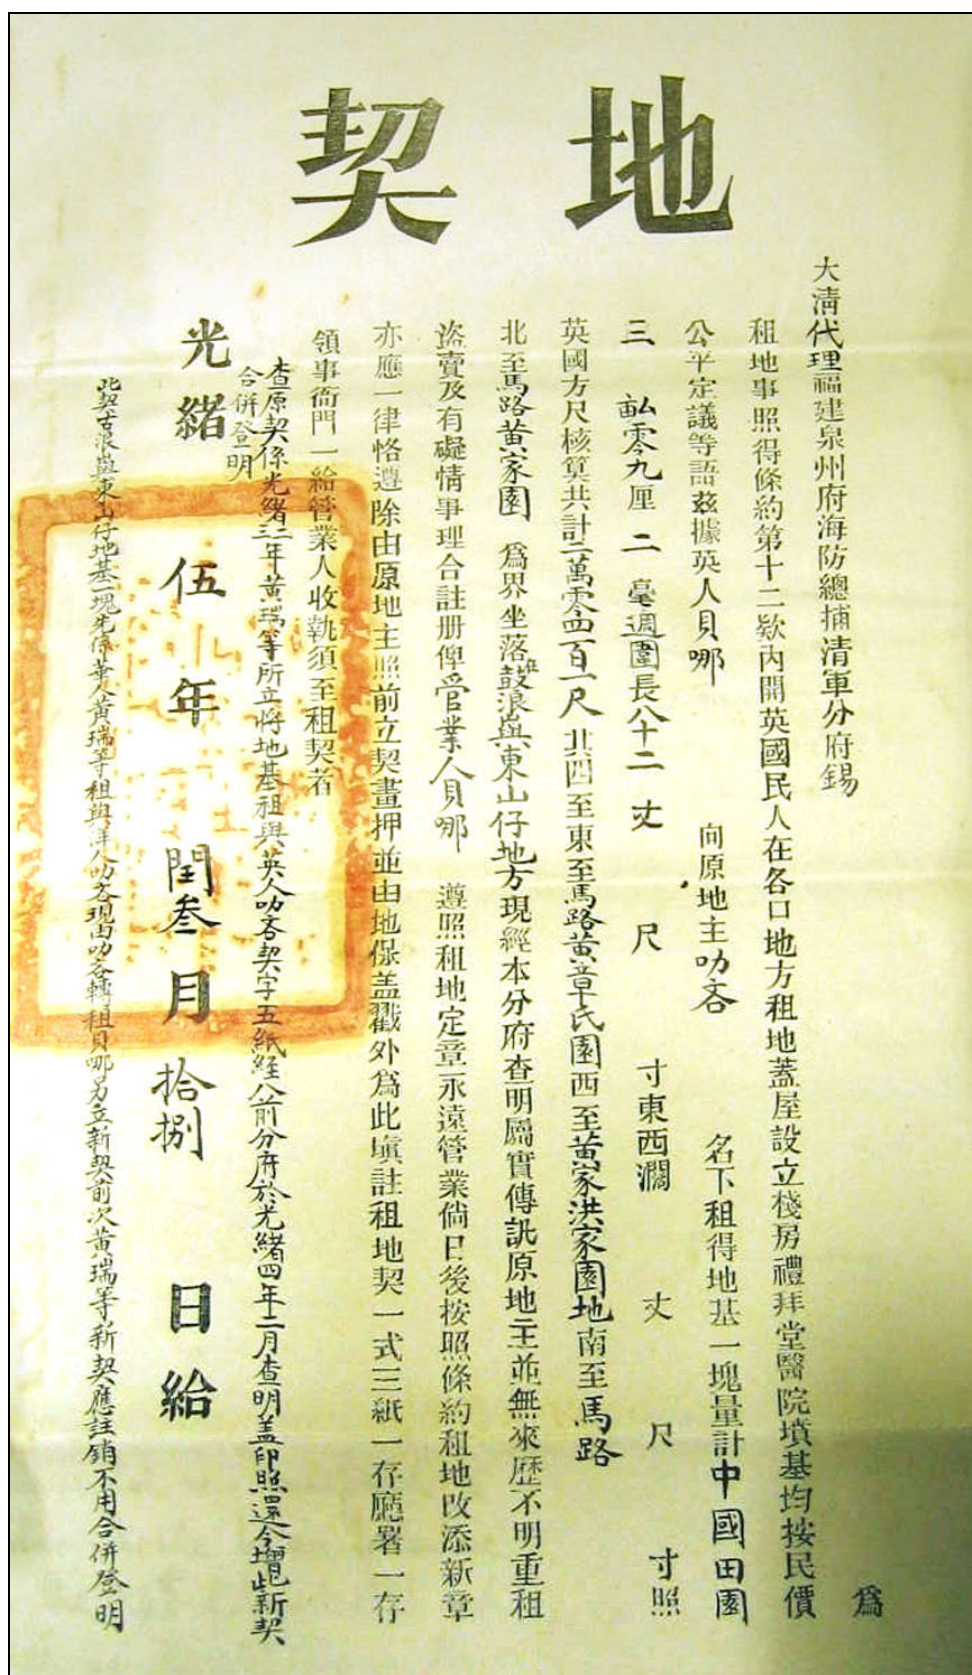 地契
大清代理福建泉州府海防總捕清軍分府錫 為
租地事照得條約第十二欵內開英國民人在各口地方租地蓋屋設立棧房禮拜堂醫院墳基均按民價
公平定議等語茲據英人貝哪 向原地主叻吝 名下租得地基一塊量計中國田園
三 畝零九厘 二 毫週圍長八十二 丈 尺 寸東西濶 丈 尺 寸照
英國方尺核算共計二萬零四百一尺 北四至東至馬路黃章氏園西至黃家洪家園地南至馬路
北至馬路黃家園 為界坐落鼓浪嶼東山仔地方現經本分府查明屬實傳訊原地主並無來歷不明重租
盜賣及有礙情事理合註册俾管業人貝哪 遵照租地定章永遠管業倘日後按照條約租地改添新章
亦應一律恪遵除由原地主照前立契畫押並由地保盖戳外為此填註租地契一式三紙一存廳署一存
領事衙門一給管業人收執須至租契者
查原契係光緒三年黃瑞等所立將地基租與英人叻吝契字五紙經八前分府於光緒四年二月查明盖印照還今換此新契
合併登明
光緒 伍 年 閏叁 月 拾捌 日給
此契古浪嶼東山仔地基一塊先係業人黃瑞等租與洋人叻吝現由叻吝轉租貝哪另立新契前次黃瑞等新契應註銷不用合併登明